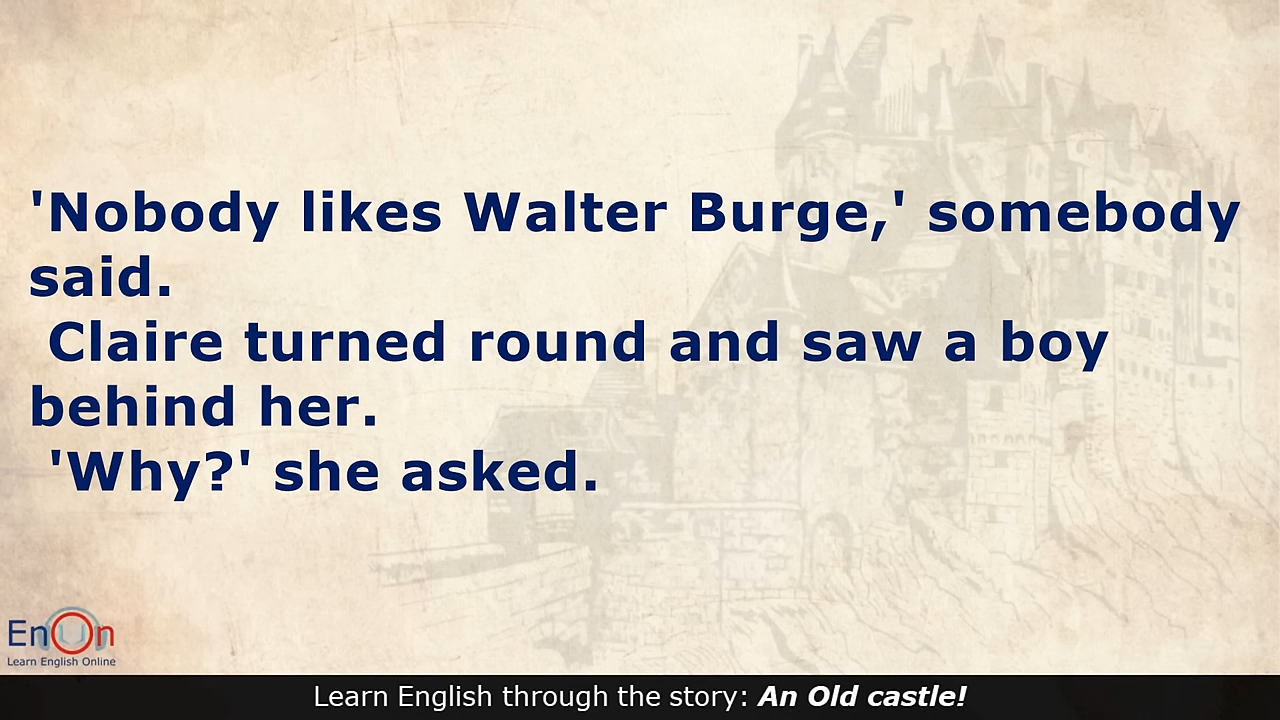 'Nobody likes Walter Burge,' somebody
said.
Claire turned round and saw a boy
behind her.
'Why?' she asked.
EnOn
Learn English Online
Learn English through the story: An Old castle!